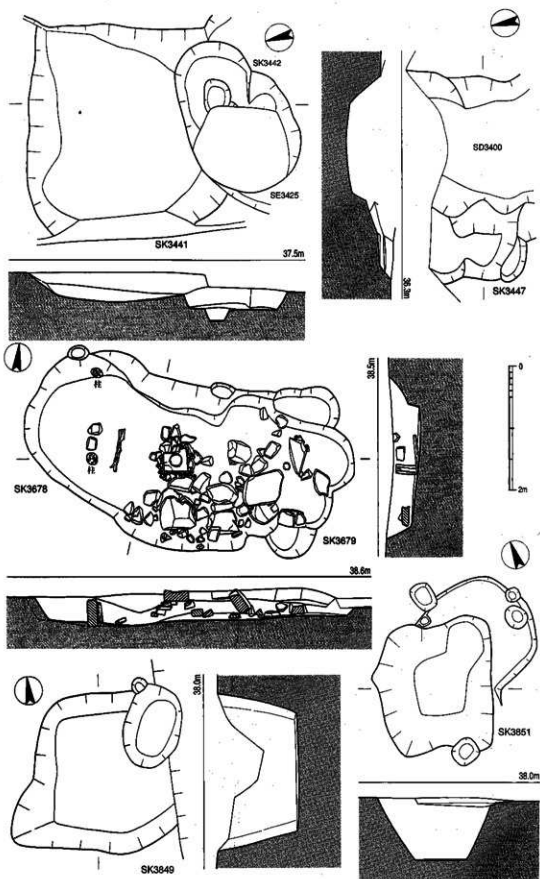 SK3442
SE3425
SK3441
37.5m
SD3400
SK3447
36.3m
柱
柱
SK3678
SK3679
38.5m
0
2m
38.6m
SK3851
38.0m
38.0m
SK3849